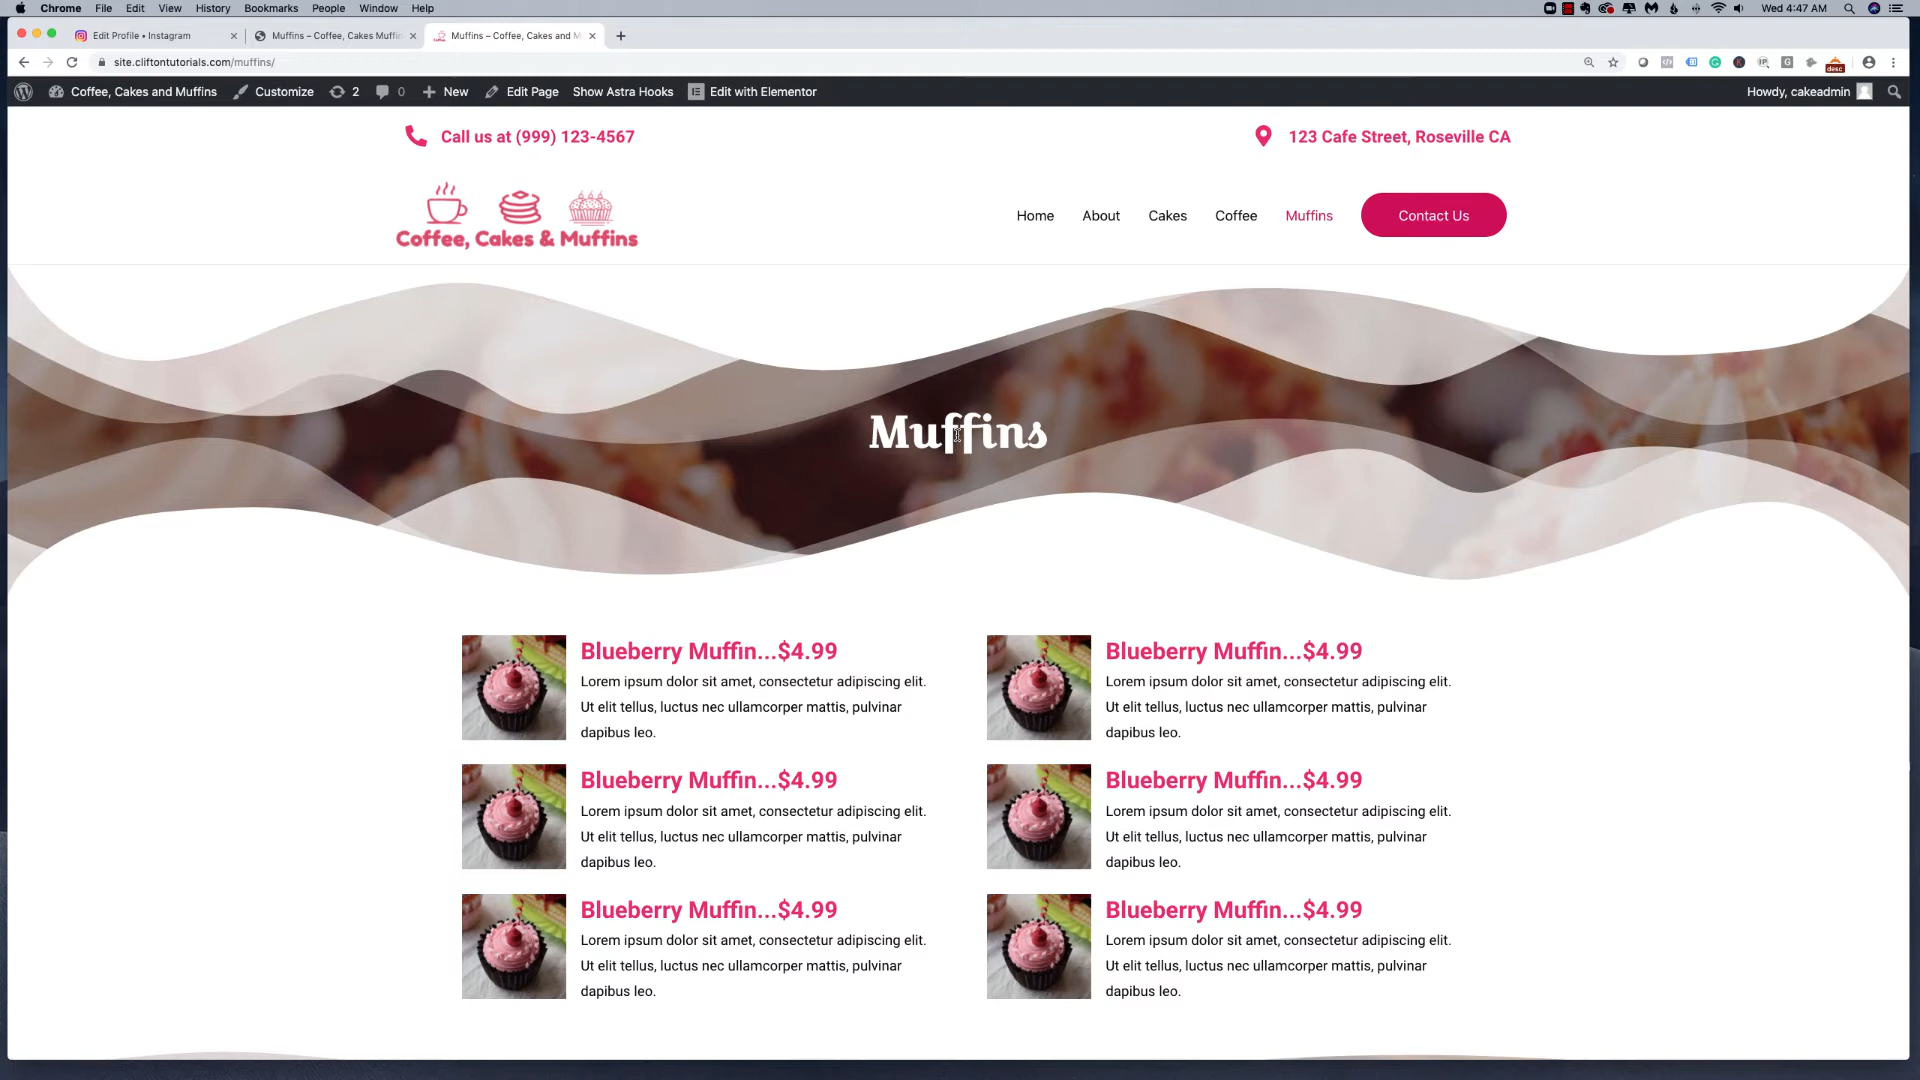 Chrome File Edit View History Bookmarks People Window Help
Wed 4:47 AM
Edit Profile • Instagram
Muffins – Coffee, Cakes Muffi
Muffins – Coffee, Cakes and M
site.cliftontutorials.com/muffins/
Coffee, Cakes and Muffins Customize 2 0 New Edit Page Show Astra Hooks Edit with Elementor
Howdy, cakeadmin
Call us at (999) 123-4567
123 Cafe Street, Roseville CA
Coffee, Cakes & Muffins
Home About Cakes Coffee Muffins Contact Us
Muffins
Blueberry Muffin...$4.99
Lorem ipsum dolor sit amet, consectetur adipiscing elit.
Ut elit tellus, luctus nec ullamcorper mattis, pulvinar
dapibus leo.
Blueberry Muffin...$4.99
Lorem ipsum dolor sit amet, consectetur adipiscing elit.
Ut elit tellus, luctus nec ullamcorper mattis, pulvinar
dapibus leo.
Blueberry Muffin...$4.99
Lorem ipsum dolor sit amet, consectetur adipiscing elit.
Ut elit tellus, luctus nec ullamcorper mattis, pulvinar
dapibus leo.
Blueberry Muffin...$4.99
Lorem ipsum dolor sit amet, consectetur adipiscing elit.
Ut elit tellus, luctus nec ullamcorper mattis, pulvinar
dapibus leo.
Blueberry Muffin...$4.99
Lorem ipsum dolor sit amet, consectetur adipiscing elit.
Ut elit tellus, luctus nec ullamcorper mattis, pulvinar
dapibus leo.
Blueberry Muffin...$4.99
Lorem ipsum dolor sit amet, consectetur adipiscing elit.
Ut elit tellus, luctus nec ullamcorper mattis, pulvinar
dapibus leo.